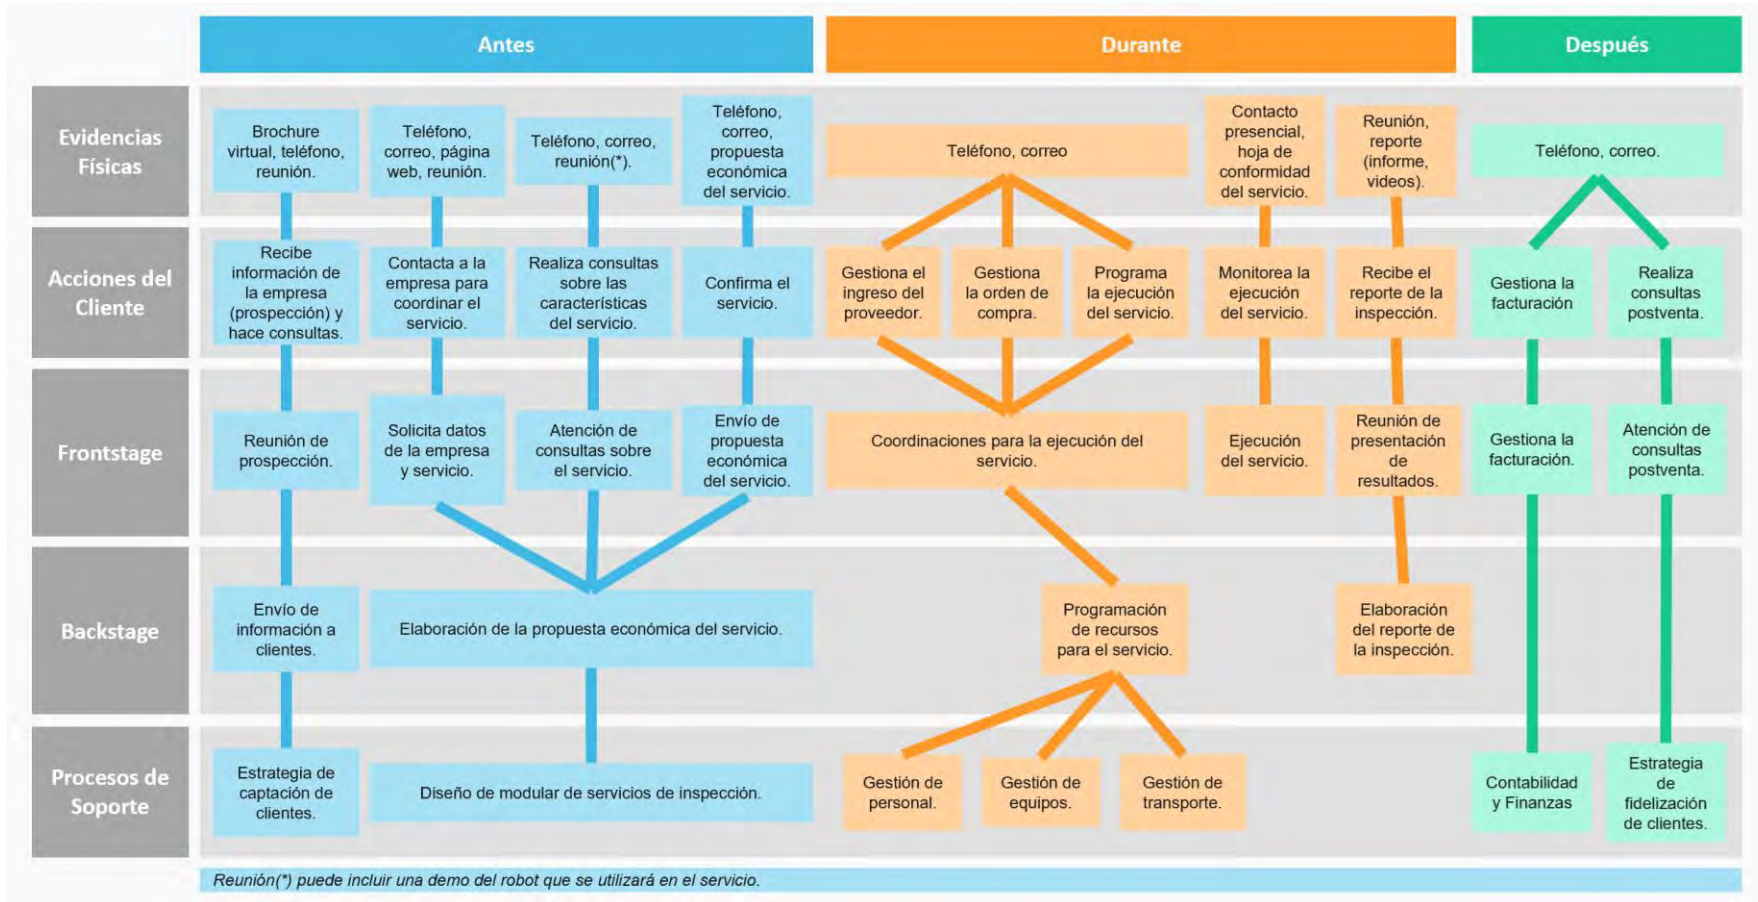 Antes
Durante
Después
Evidencias
Físicas
Brochure
virtual, teléfono,
reunión.
Teléfono,
correo, página
web, reunión.
Teléfono, correo,
reunión(*).
Teléfono,
correo,
propuesta
económica
del servicio.
Teléfono, correo
Contacto
presencial,
hoja de
conformidad
del servicio.
Reunión,
reporte
(informe,
videos).
Teléfono, correo.
Acciones del
Cliente
Recibe
información de
la empresa
(prospección) y
hace consultas.
Contacta a la
empresa para
coordinar el
servicio.
Realiza consultas
sobre las
características
del servicio.
Confirma el
servicio.
Gestiona el
ingreso del
proveedor.
Gestiona
la orden de
compra.
Programa
la ejecución
del servicio.
Monitorea la
ejecución
del servicio.
Recibe el
reporte de la
inspección.
Gestiona la
facturación
Realiza
consultas
postventa.
Frontstage
Reunión de
prospección.
Solicita datos
de la empresa
y servicio.
Atención de
consultas sobre
el servicio.
Envío de
propuesta
económica
del servicio.
Coordinaciones para la ejecución del
servicio.
Ejecución
del servicio.
Reunión de
presentación
de
resultados.
Gestiona la
facturación.
Atención de
consultas
postventa.
Backstage
Envío de
información a
clientes.
Elaboración de la propuesta económica del servicio.
Programación
de recursos
para el servicio.
Elaboración
del reporte de
la inspección.
Procesos de
Soporte
Estrategia de
captación de
clientes.
Diseño de modular de servicios de inspección.
Gestión de
personal.
Gestión de
equipos.
Gestión de
transporte.
Contabilidad
y Finanzas
Estrategia
de
fidelización
de clientes.
Reunión(*) puede incluir una demo del robot que se utilizará en el servicio.